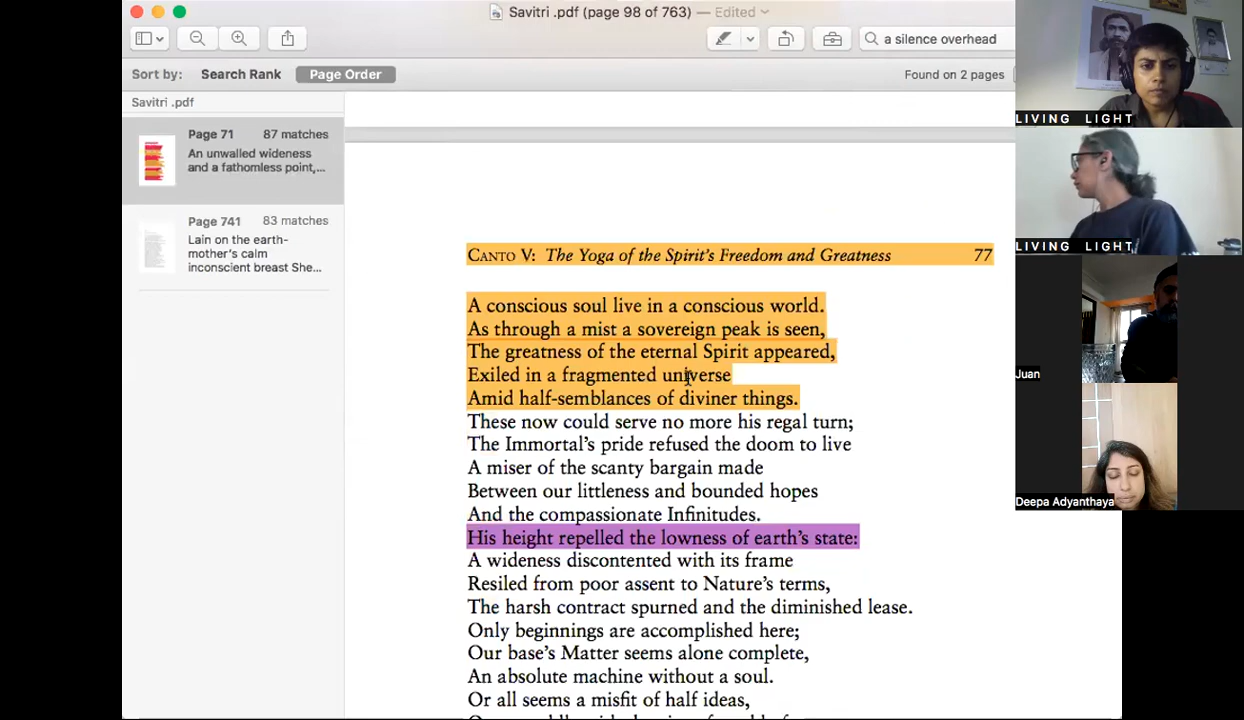 Savitri .pdf (page 98 of 763) — Edited
a silence overhead
Sort by: Search Rank Page Order Found on 2 pages
Savitri .pdf
Page 71 87 matches
An unwalled wideness
and a fathomless point,...
Page 741 83 matches
Lain on the earth-
mother's calm
inconscient breast She...
CANTO V: The Yoga of the Spirit's Freedom and Greatness 77
A conscious soul live in a conscious world.
As through a mist a sovereign peak is seen,
The greatness of the eternal Spirit appeared,
Exiled in a fragmented universe
Amid half-semblances of diviner things.
These now could serve no more his regal turn;
The Immortal's pride refused the doom to live
A miser of the scanty bargain made
Between our littleness and bounded hopes
And the compassionate Infinitudes.
His height repelled the lowness of earth's state:
A wideness discontented with its frame
Resiled from poor assent to Nature's terms,
The harsh contract spurned and the diminished lease.
Only beginnings are accomplished here;
Our base's Matter seems alone complete,
An absolute machine without a soul.
Or all seems a misfit of half ideas,
LIVING LIGHT
LIVING LIGHT
Juan
Deepa Adyanthaya